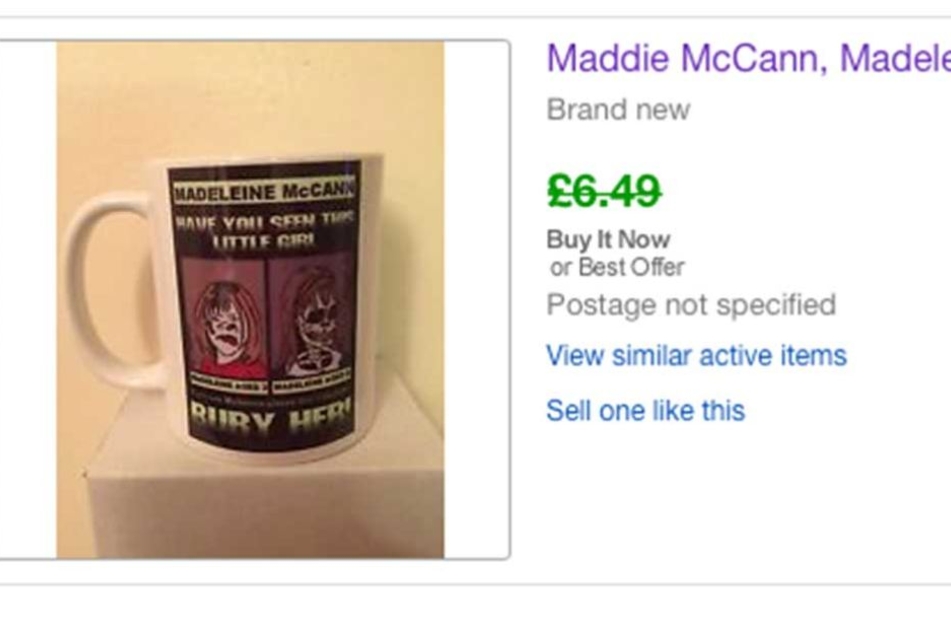 MADELEINE McCANN
HAVE YOU SEEN THIS
LITTLE GIRL
BURY HER!
Maddie McCann, Madele
Brand new
£6.49
Buy It Now
or Best Offer
Postage not specified
View similar active items
Sell one like this